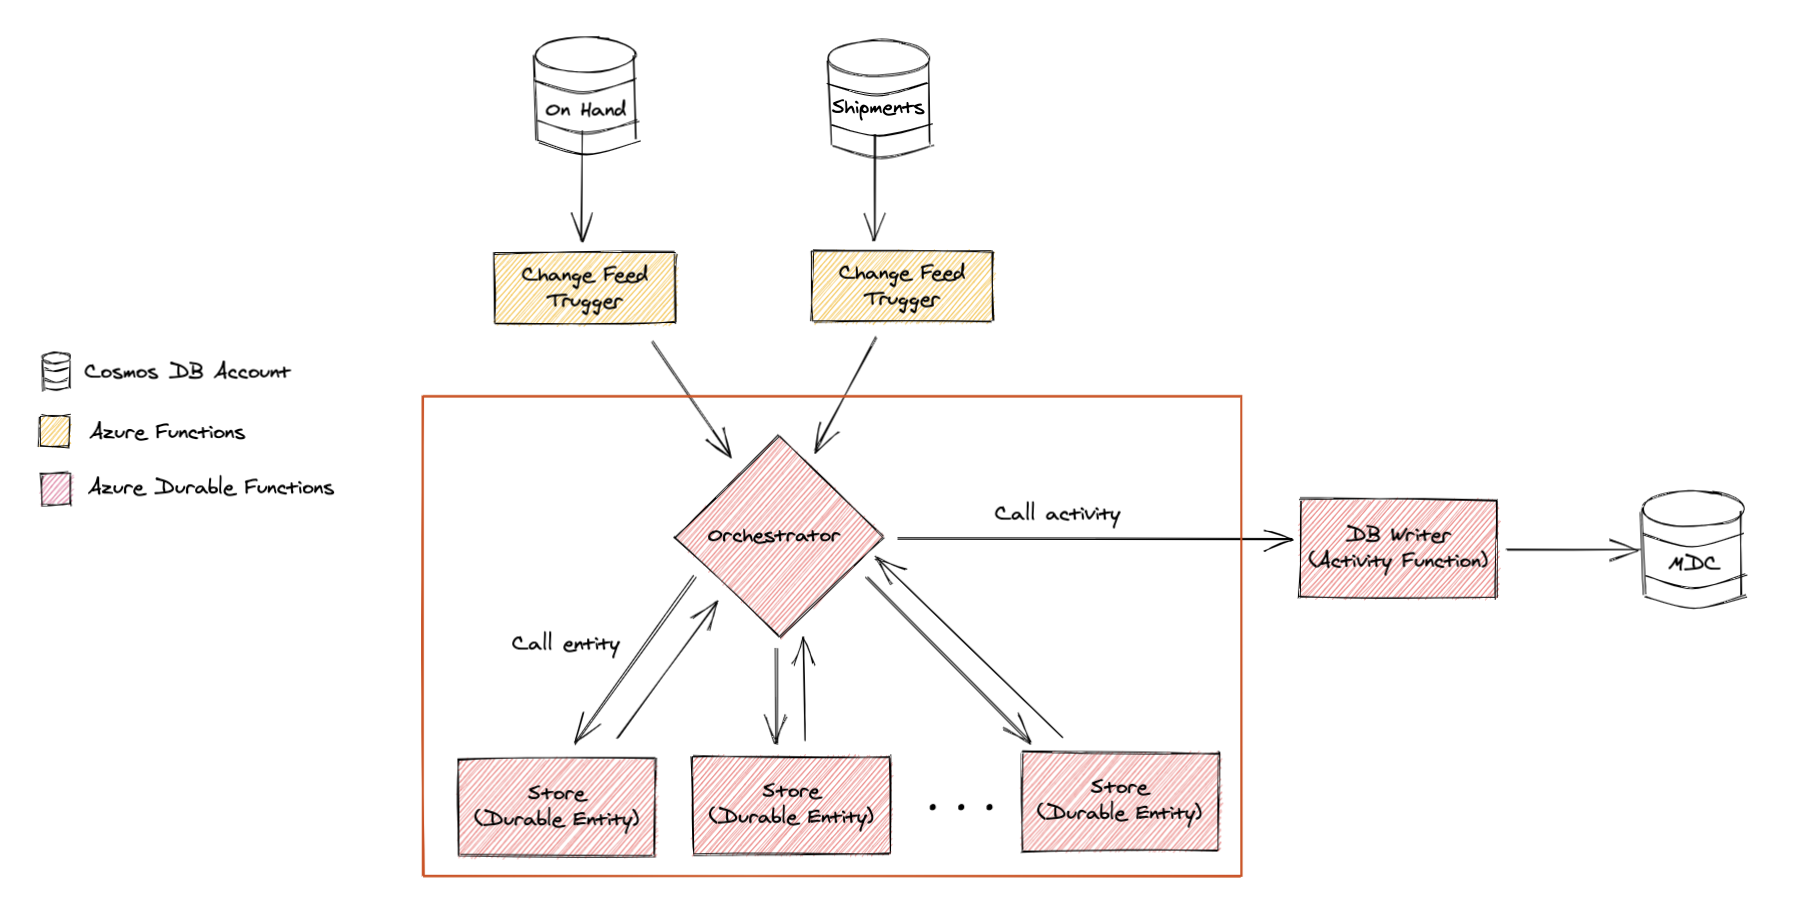 On Hand
Shipments
Change Feed
Trugger
Change Feed
Trugger
Cosmos DB Account
Azure Functions
Azure Durable Functions
Orchestrator
Call activity
DB Writer
(Activity Function)
MDC
Call entity
Store
(Durable Entity)
Store
(Durable Entity)
. . .
Store
(Durable Entity)